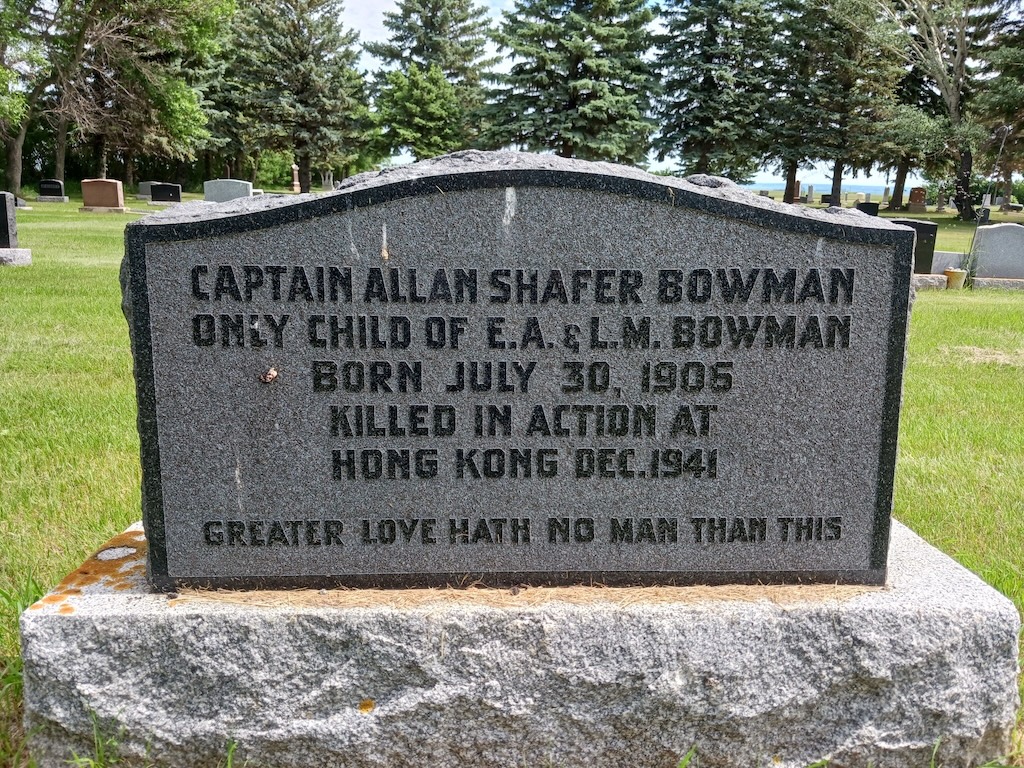 CAPTAIN ALLAN SHAFER BOWMAN
ONLY CHILD OF E.A. & L.M. BOWMAN
BORN JULY 30, 1906
KILLED IN ACTION AT
HONG KONG DEC. 1941
GREATER LOVE HATH NO MAN THAN THIS